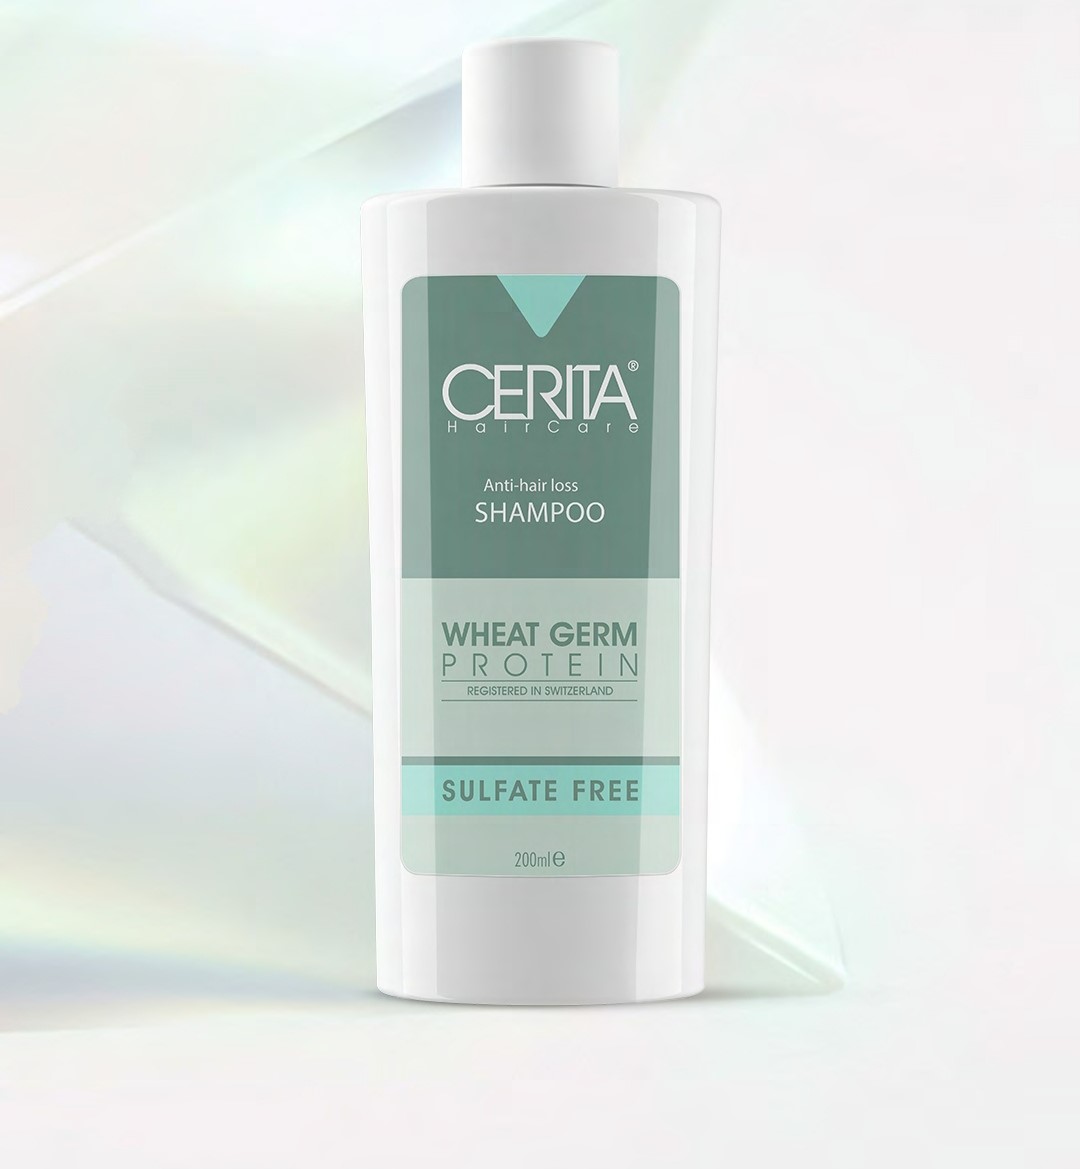 CERITA®
HairCare
Anti-hair loss
SHAMPOO
WHEAT GERM
PROTEIN
REGISTERED IN SWITZERLAND
SULFATE FREE
200ml℮